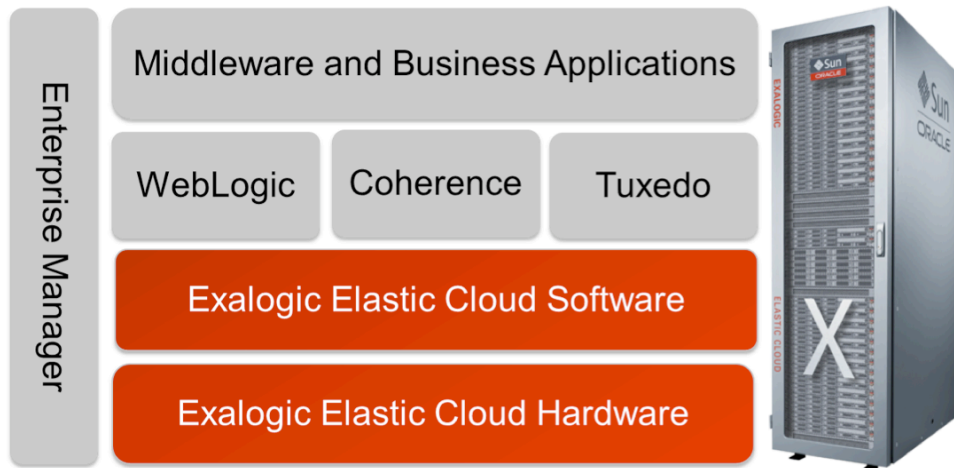 Enterprise Manager
Middleware and Business Applications
WebLogic
Coherence
Tuxedo
Exalogic Elastic Cloud Software
Exalogic Elastic Cloud Hardware
Sun
ORACLE
EXALOGIC
ELASTIC CLOUD
X
Sun
ORACLE